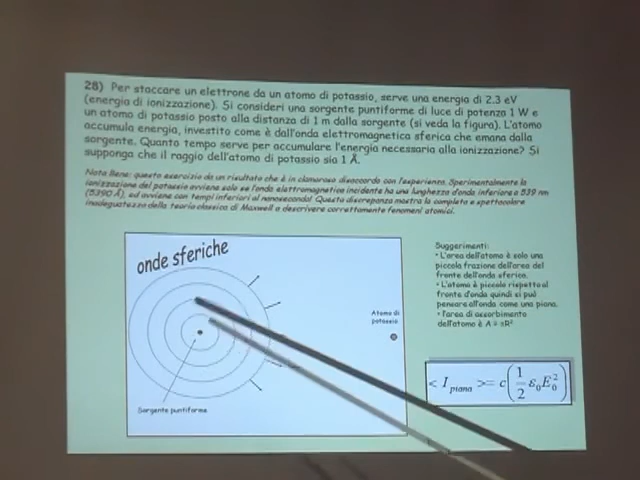 28) Per staccare un elettrone da un atomo di potassio, serve una energia di 2.3 eV
(energia di ionizzazione). Si consideri una sorgente puntiforme di luce di potenza 1 W e
un atomo di potassio posto alla distanza di 1 m dalla sorgente (si veda la figura). L'atomo
accumula energia, investito come è dall'onda elettromagnetica sferica che emana dalla
sorgente. Quanto tempo serve per accumulare l'energia necessaria alla ionizzazione? Si
supponga che il raggio dell'atomo di potassio sia 1 Å.
Nota Bene: questo esercizio da un risultato che è in clamoroso disaccordo con l'esperienza. Sperimentalmente la
ionizzazione del potassio avviene solo se l'onda elettromagnetica incidente ha una lunghezza d'onda inferiore a 539 nm
(5390 Å), ed avviene con tempi inferiori al nanosecondo! Questa discrepanza mostra la completa e spettacolare
inadeguatezza della teoria classica di Maxwell a descrivere correttamente fenomeni atomici.
onde sferiche
Atomo di
potassio
Sorgente puntiforme
Suggerimenti:
• L'area dell'atomo è solo una
piccola frazione dell'area del
fronte dell'onda sferica.
• L'atomo è piccolo rispetto al
fronte d'onda quindi si può
pensare all'onda come una piana.
• l'area di assorbimento
dell'atomo è A = πR²
< I piana >= c(1/2 ε₀E₀²)